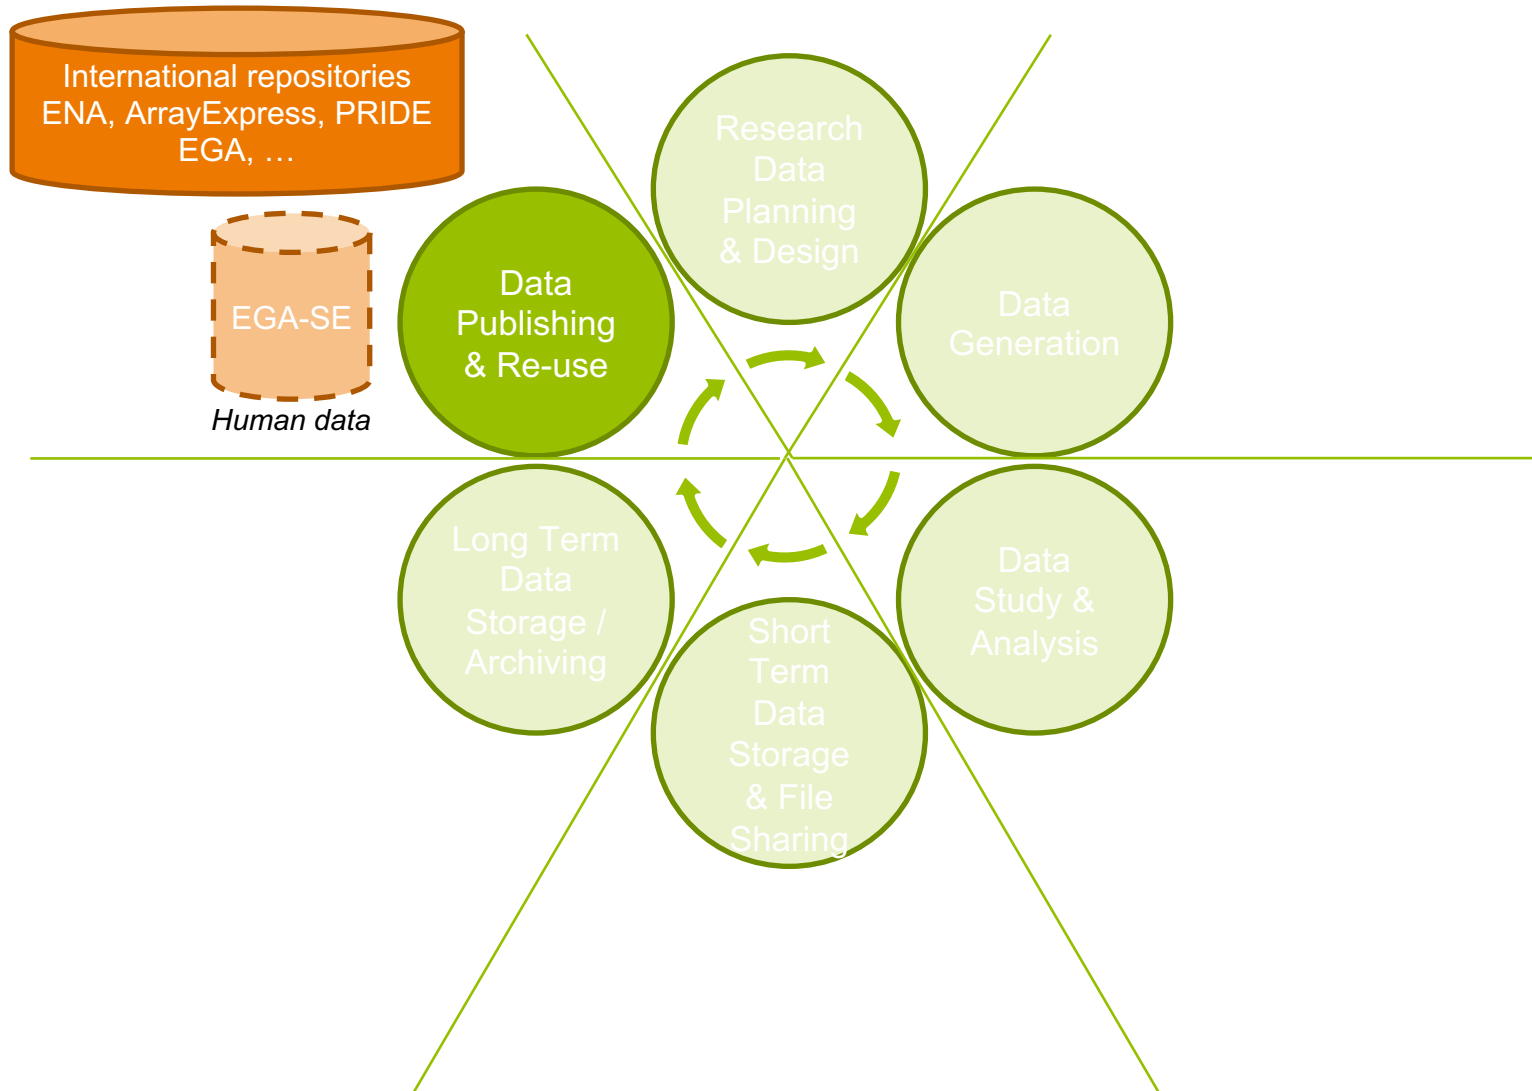 International repositories
ENA, ArrayExpress, PRIDE
EGA, …
EGA-SE
Human data
Data
Publishing
& Re-use
Research
Data
Planning
& Design
Data
Generation
Data
Study &
Analysis
Short
Term
Data
Storage
& File
Sharing
Long Term
Data
Storage /
Archiving